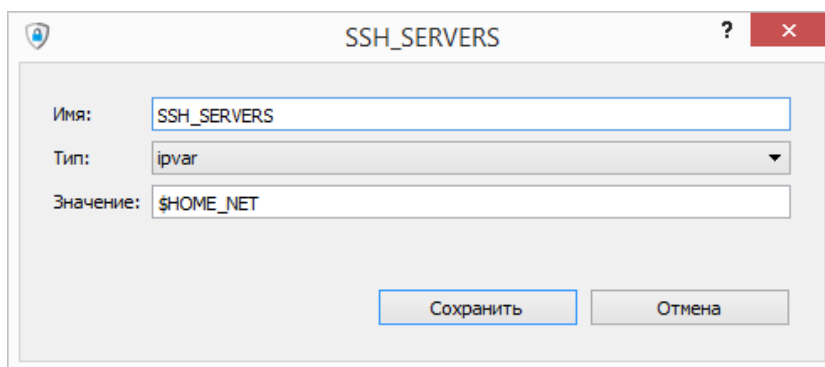 SSH_SERVERS ?
Имя: SSH_SERVERS
Тип: ipvar
Значение: $HOME_NET
Сохранить Отмена